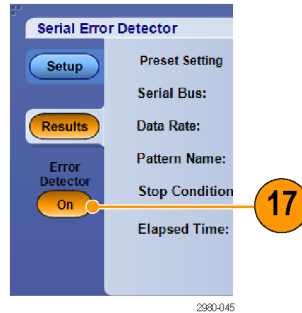 Serial Error Detector
Setup
Preset Setting
Serial Bus:
Results
Data Rate:
Pattern Name:
Error
Detector
On
Stop Condition
17
Elapsed Time:
2980-045